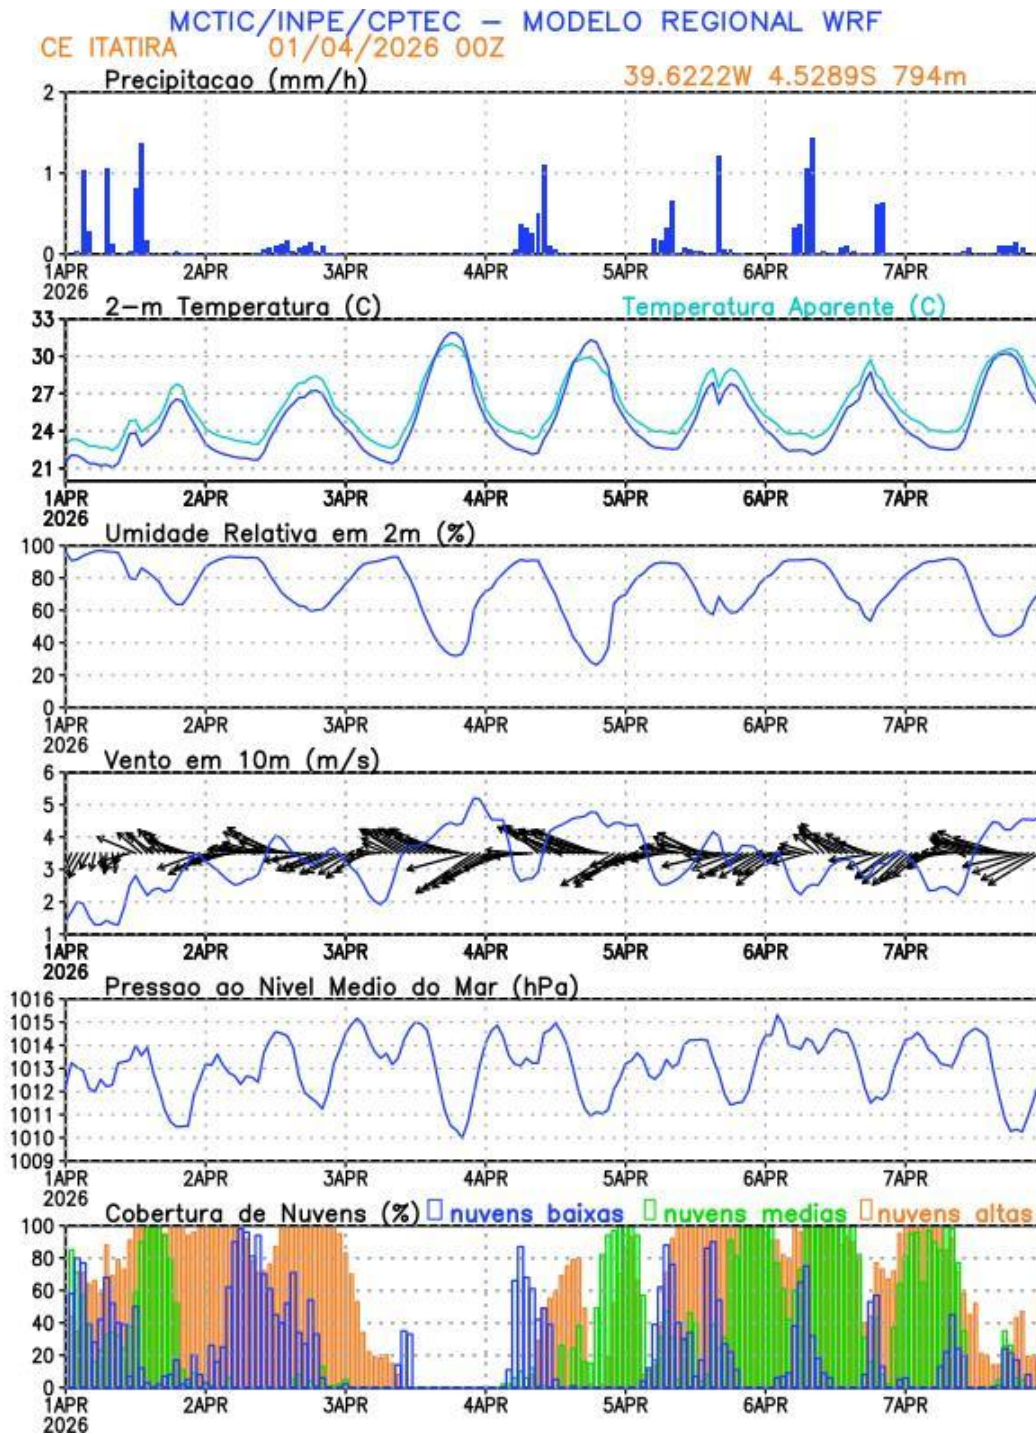 MCTIC/INPE/CPTEC – MODELO REGIONAL WRF
CE ITATIRA 01/04/2026 00Z
Precipitacao (mm/h) 39.6222W 4.5289S 794m
2
1
0
1APR 2APR 3APR 4APR 5APR 6APR 7APR
2026
2-m Temperatura (C) Temperatura Aparente (C)
33
30
27
24
21
1APR 2APR 3APR 4APR 5APR 6APR 7APR
2026
Umidade Relativa em 2m (%)
100
80
60
40
20
0
1APR 2APR 3APR 4APR 5APR 6APR 7APR
2026
Vento em 10m (m/s)
6
5
4
3
2
1
1APR 2APR 3APR 4APR 5APR 6APR 7APR
2026
Pressao ao Nivel Medio do Mar (hPa)
1016
1015
1014
1013
1012
1011
1010
1009
1APR 2APR 3APR 4APR 5APR 6APR 7APR
2026
Cobertura de Nuvens (%) nuvens baixas nuvens medias nuvens altas
100
80
60
40
20
0
1APR 2APR 3APR 4APR 5APR 6APR 7APR
2026